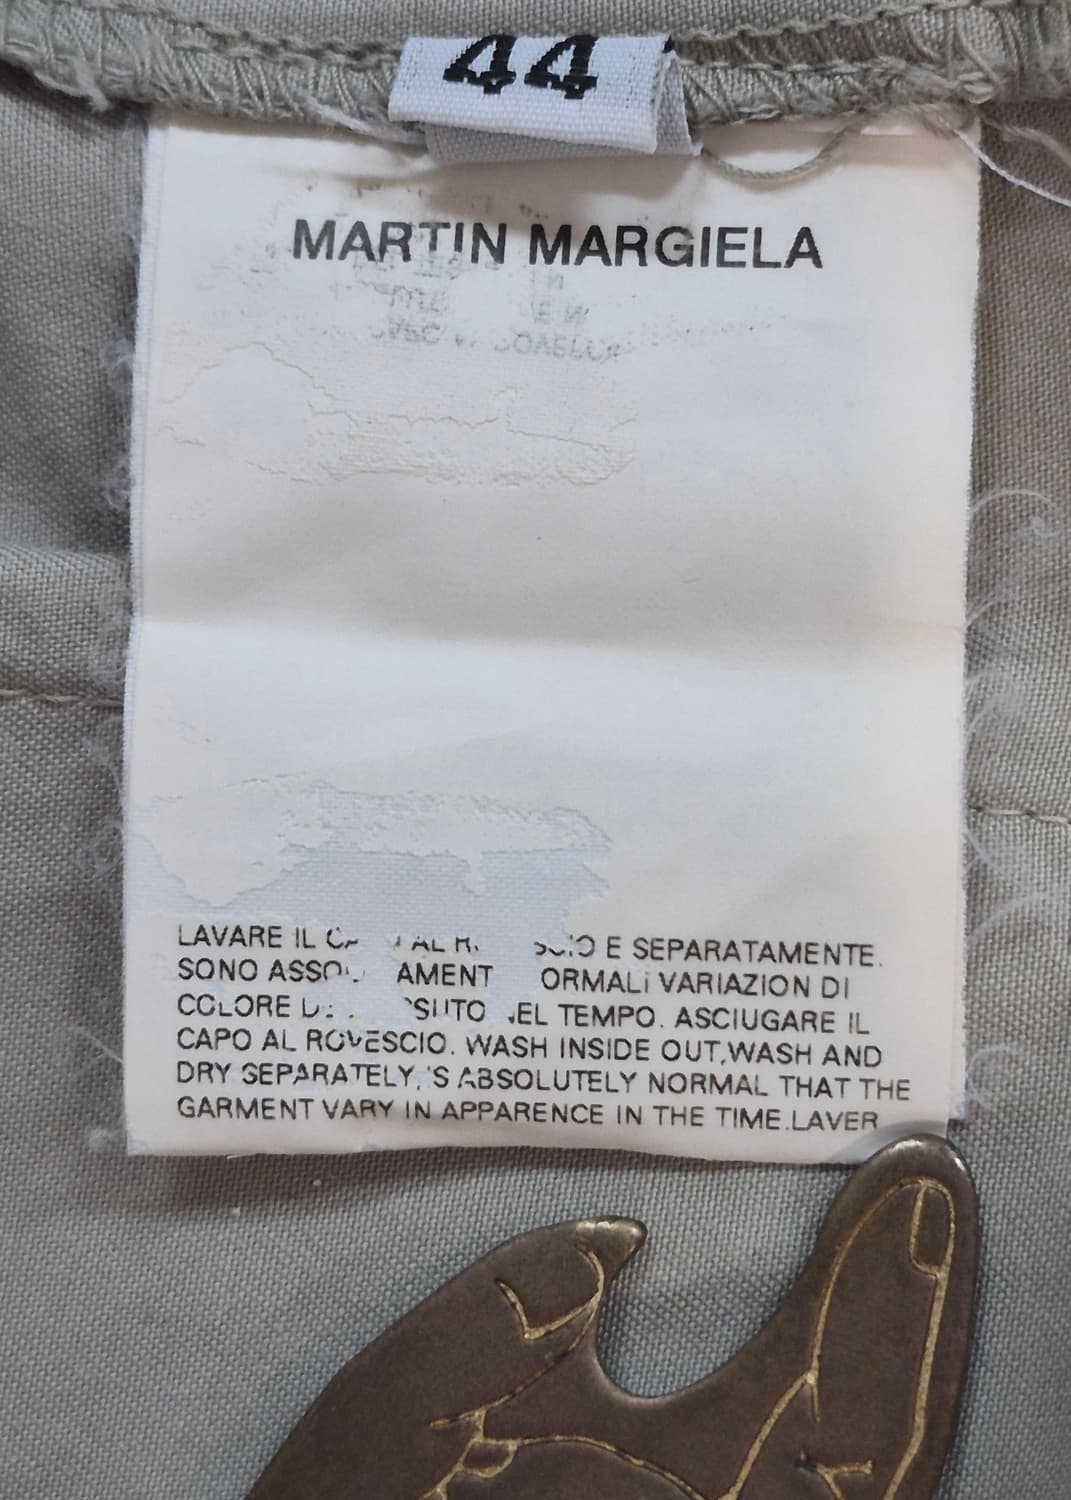 44
MARTIN MARGIELA
LAVARE IL AL E SEPARATAMENTE.
SONO VARIAZION DI
COLORE TEMPO. ASCIUGARE IL
CAPO AL ROVESCIO. WASH INSIDE OUT,WASH AND
DRY SEPARATELY,'S ABSOLUTELY NORMAL THAT THE
GARMENT VARY IN APPARENCE IN THE TIME.LAVER